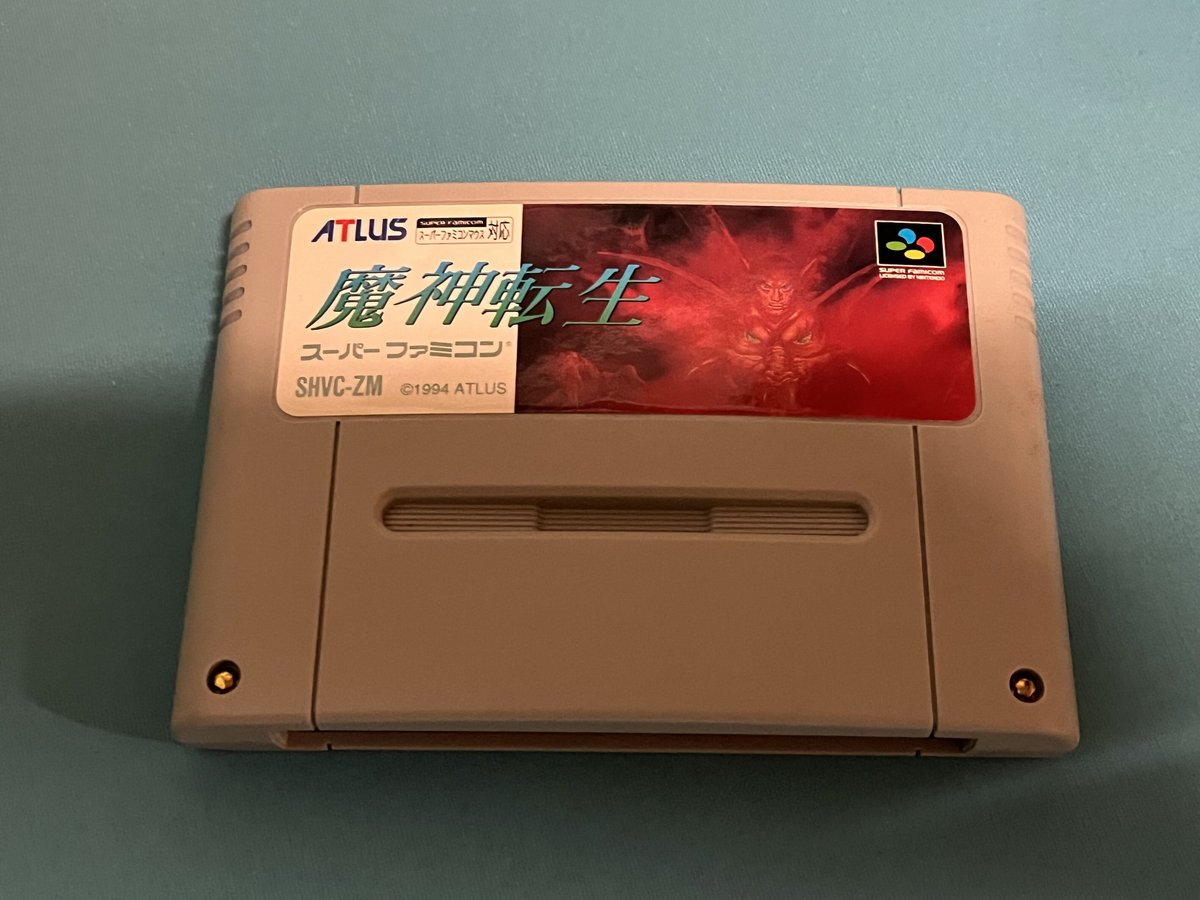 ATLUS
SUPER FAMICOM
スーパーファミコンマウス 対応
魔神転生
スーパーファミコン®
SHVC-ZM ©1994 ATLUS
SUPER FAMICOM
LICENSED BY NINTENDO